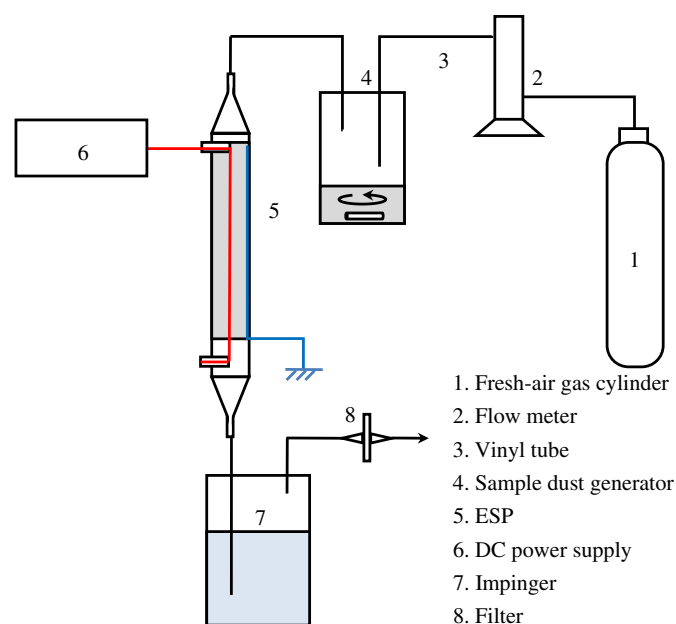 3
4
2
6
5
1
8
7
1. Fresh-air gas cylinder
2. Flow meter
3. Vinyl tube
4. Sample dust generator
5. ESP
6. DC power supply
7. Impinger
8. Filter